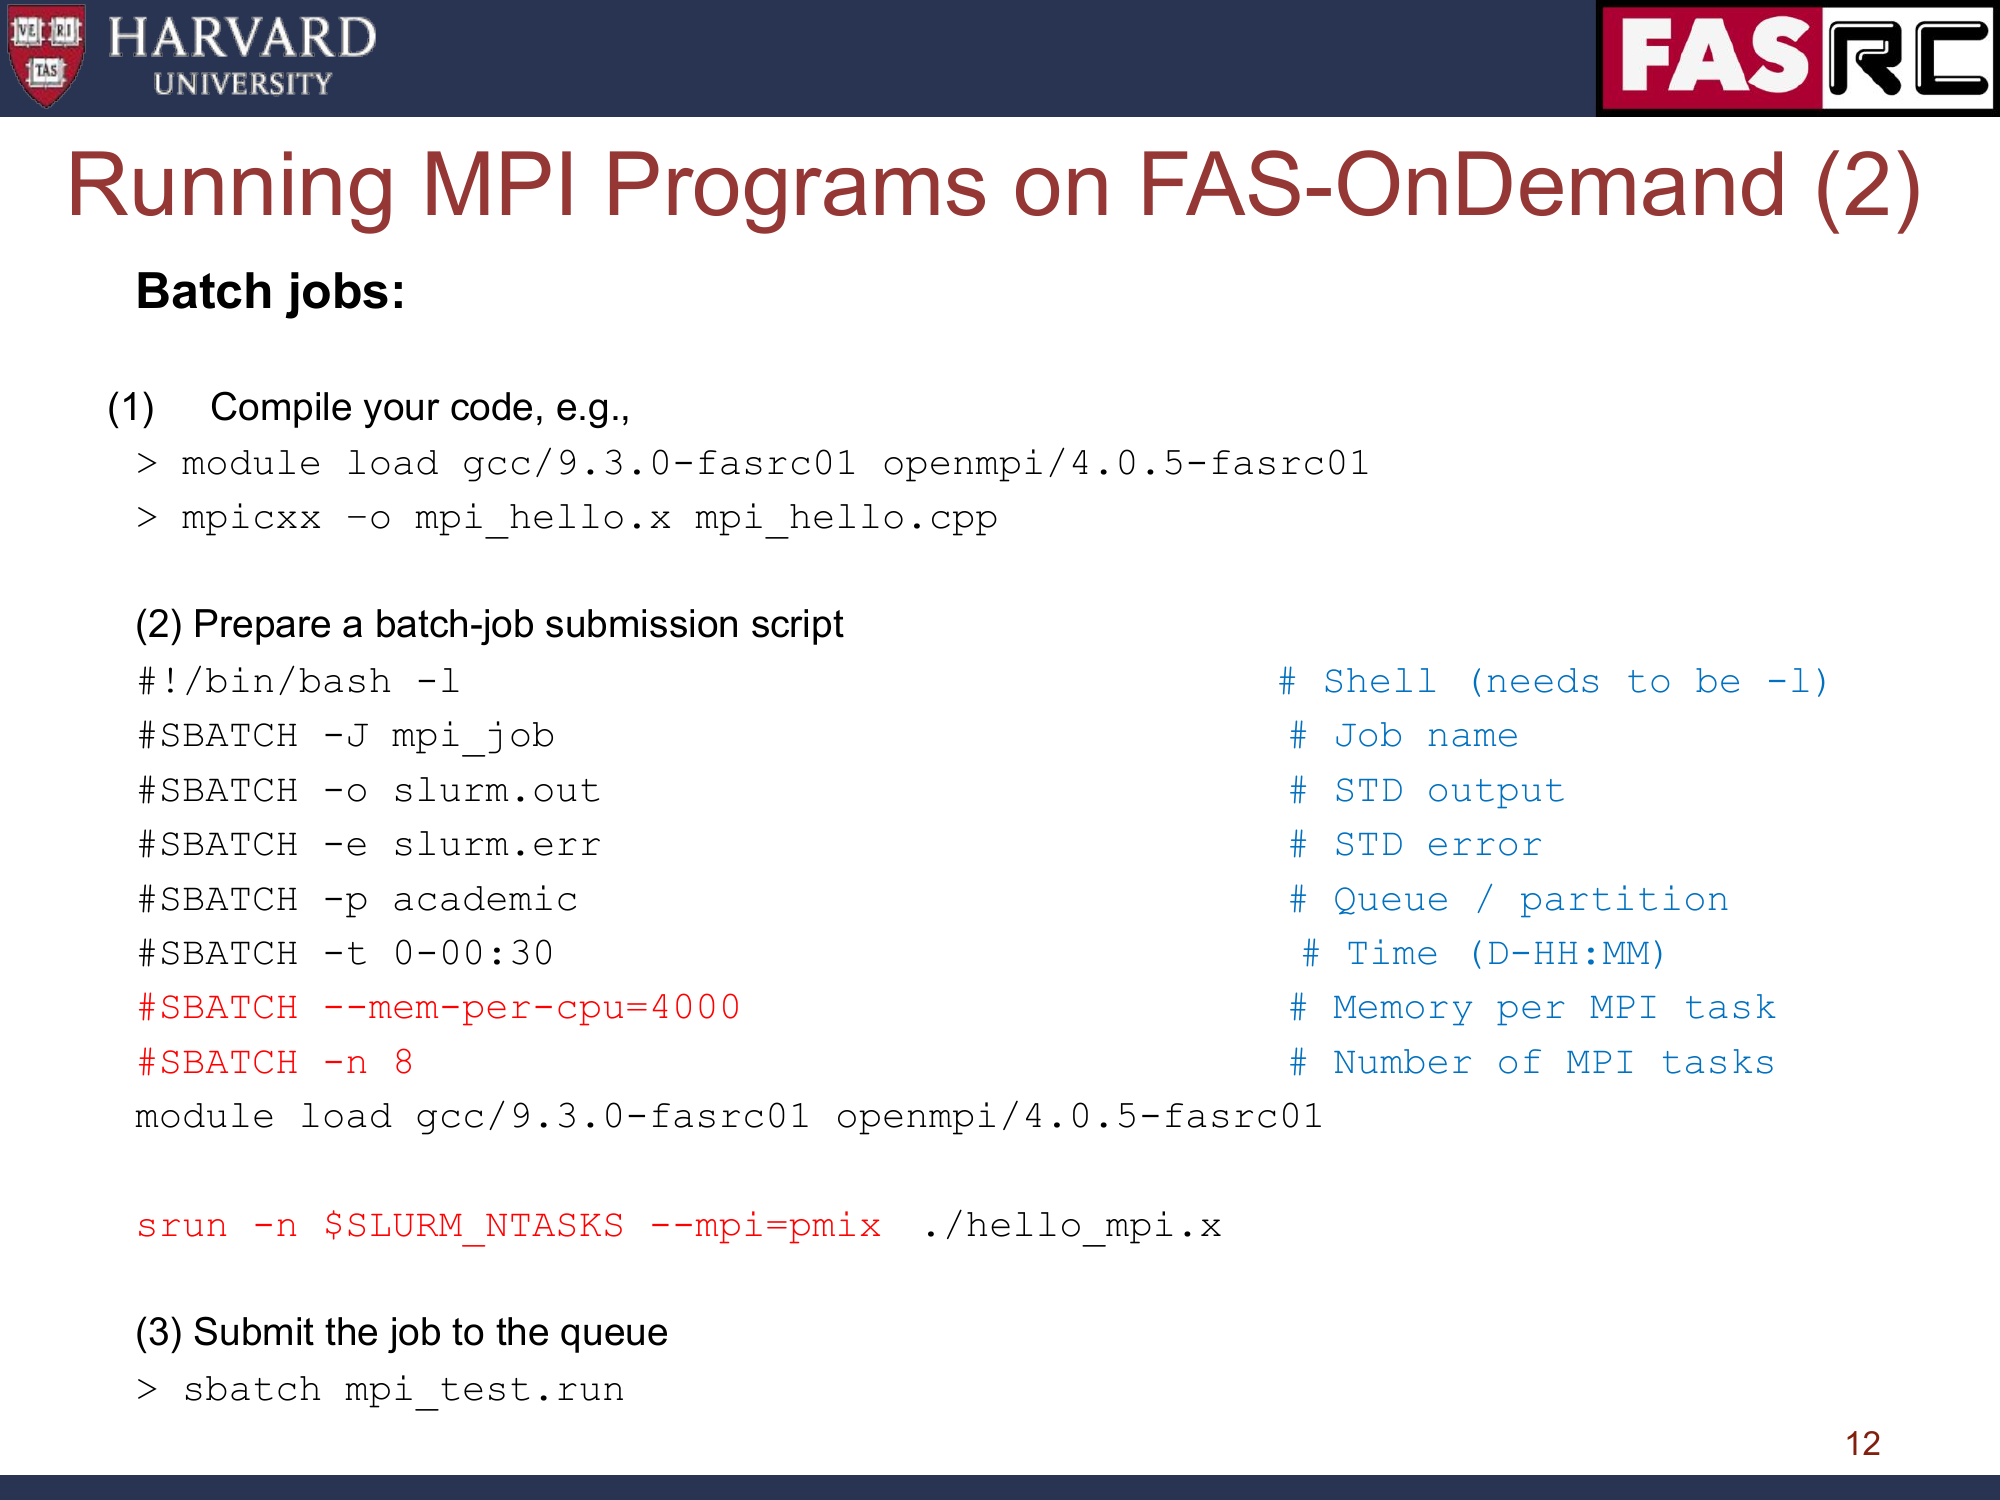 VE RI TAS
HARVARD
UNIVERSITY
FASRC
Running MPI Programs on FAS-OnDemand (2)
Batch jobs:
(1) Compile your code, e.g.,
> module load gcc/9.3.0-fasrc01 openmpi/4.0.5-fasrc01
> mpicxx –o mpi_hello.x mpi_hello.cpp
(2) Prepare a batch-job submission script
#!/bin/bash -l # Shell (needs to be -l)
#SBATCH -J mpi_job # Job name
#SBATCH -o slurm.out # STD output
#SBATCH -e slurm.err # STD error
#SBATCH -p academic # Queue / partition
#SBATCH -t 0-00:30 # Time (D-HH:MM)
#SBATCH --mem-per-cpu=4000 # Memory per MPI task
#SBATCH -n 8 # Number of MPI tasks
module load gcc/9.3.0-fasrc01 openmpi/4.0.5-fasrc01
srun -n $SLURM_NTASKS --mpi=pmix ./hello_mpi.x
(3) Submit the job to the queue
> sbatch mpi_test.run
12